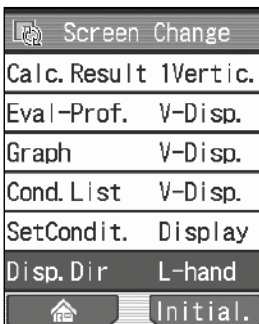 Screen Change
Calc.Result 1Vertic.
Eval-Prof. V-Disp.
Graph V-Disp.
Cond.List V-Disp.
SetCondit. Display
Disp.Dir L-hand
Initial.